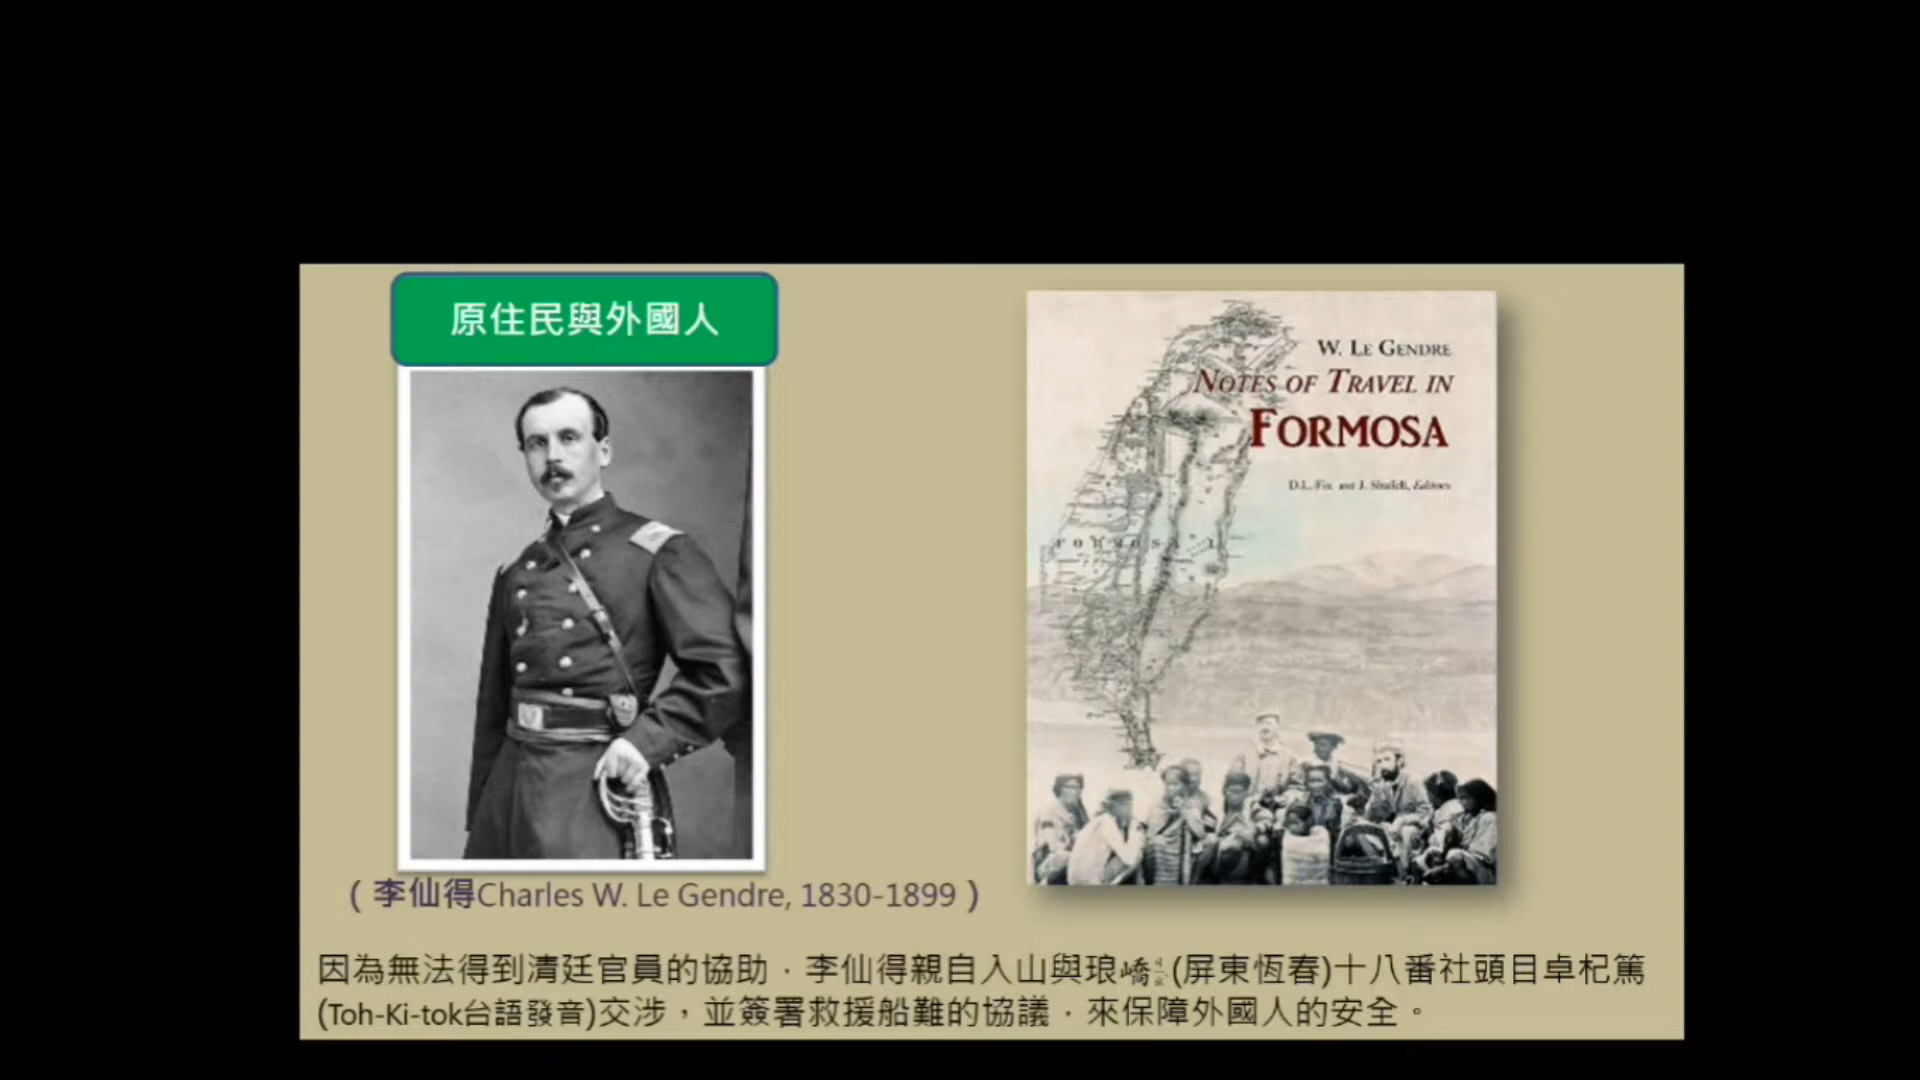 原住民與外國人
W. LE GENDRE
NOTES OF TRAVEL IN
FORMOSA
Editors
FORMOSA
(李仙得Charles W. Le Gendre, 1830-1899)
因為無法得到清廷官員的協助，李仙得親自入山與琅嶠(屏東恆春)十八番社頭目卓杞篤
(Toh-Ki-tok台語發音)交涉，並簽署救援船難的協議，來保障外國人的安全。